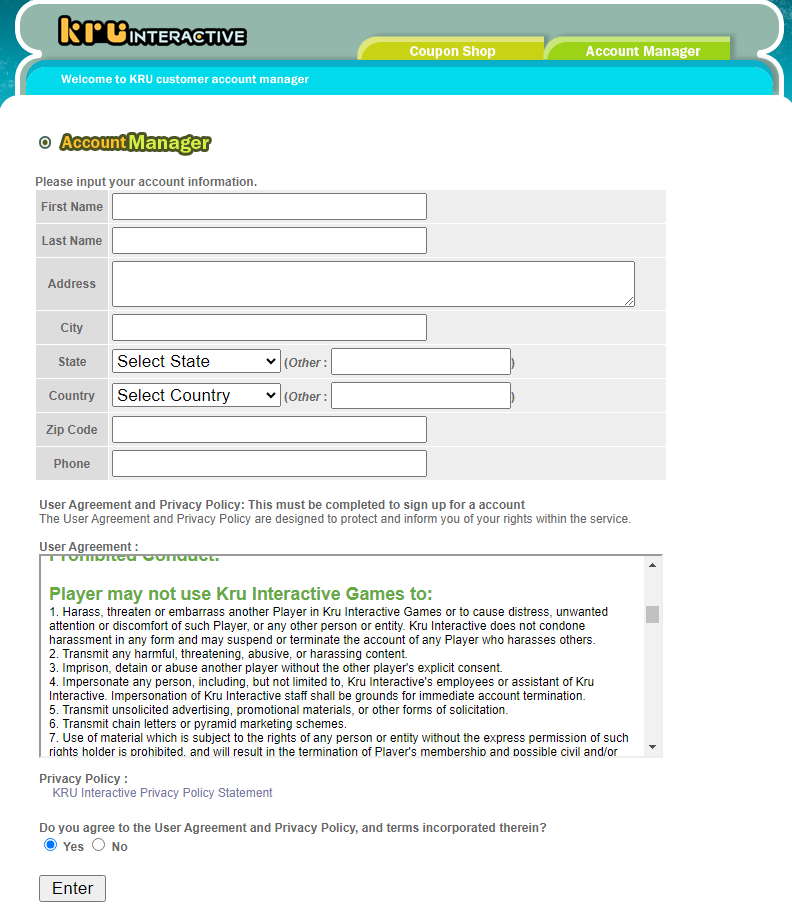 kru INTERACTIVE
Coupon Shop
Account Manager
Welcome to KRU customer account manager
AccountManager
Please input your account information.
First Name
Last Name
Address
City
State Select State (Other : )
Country Select Country (Other : )
Zip Code
Phone
User Agreement and Privacy Policy: This must be completed to sign up for a account
The User Agreement and Privacy Policy are designed to protect and inform you of your rights within the service.
User Agreement :
Prohibited Conduct:
Player may not use Kru Interactive Games to:
1. Harass, threaten or embarrass another Player in Kru Interactive Games or to cause distress, unwanted
attention or discomfort of such Player, or any other person or entity. Kru Interactive does not condone
harassment in any form and may suspend or terminate the account of any Player who harasses others.
2. Transmit any harmful, threatening, abusive, or harassing content.
3. Imprison, detain or abuse another player without the other player's explicit consent.
4. Impersonate any person, including, but not limited to, Kru Interactive's employees or assistant of Kru
Interactive. Impersonation of Kru Interactive staff shall be grounds for immediate account termination.
5. Transmit unsolicited advertising, promotional materials, or other forms of solicitation.
6. Transmit chain letters or pyramid marketing schemes.
7. Use of material which is subject to the rights of any person or entity without the express permission of such
rights holder is prohibited, and will result in the termination of Player's membership and possible civil and/or
Privacy Policy :
KRU Interactive Privacy Policy Statement
Do you agree to the User Agreement and Privacy Policy, and terms incorporated therein?
Yes No
Enter